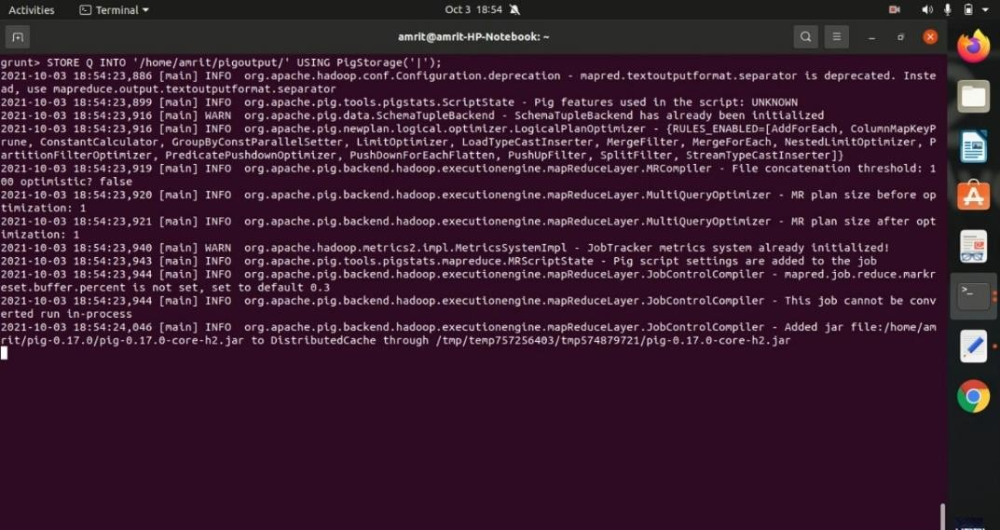 Activities
Terminal
Oct 3 18:54
amrit@amrit-HP-Notebook: ~
grunt> STORE Q INTO '/home/amrit/pigoutput/' USING PigStorage('|');
2021-10-03 18:54:23,886 [main] INFO  org.apache.hadoop.conf.Configuration.deprecation - mapred.textoutputformat.separator is deprecated. Inste
ad, use mapreduce.output.textoutputformat.separator
2021-10-03 18:54:23,899 [main] INFO  org.apache.pig.tools.pigstats.ScriptState - Pig features used in the script: UNKNOWN
2021-10-03 18:54:23,916 [main] WARN  org.apache.pig.data.SchemaTupleBackend - SchemaTupleBackend has already been initialized
2021-10-03 18:54:23,916 [main] INFO  org.apache.pig.newplan.logical.optimizer.LogicalPlanOptimizer - {RULES_ENABLED=[AddForEach, ColumnMapKeyP
rune, ConstantCalculator, GroupByConstParallelSetter, LimitOptimizer, LoadTypeCastInserter, MergeFilter, MergeForEach, NestedLimitOptimizer, P
artitionFilterOptimizer, PredicatePushdownOptimizer, PushDownForEachFlatten, PushUpFilter, SplitFilter, StreamTypeCastInserter]}
2021-10-03 18:54:23,919 [main] INFO  org.apache.pig.backend.hadoop.executionengine.mapReduceLayer.MRCompiler - File concatenation threshold: 1
00 optimistic? false
2021-10-03 18:54:23,920 [main] INFO  org.apache.pig.backend.hadoop.executionengine.mapReduceLayer.MultiQueryOptimizer - MR plan size before op
timization: 1
2021-10-03 18:54:23,921 [main] INFO  org.apache.pig.backend.hadoop.executionengine.mapReduceLayer.MultiQueryOptimizer - MR plan size after opt
imization: 1
2021-10-03 18:54:23,940 [main] WARN  org.apache.hadoop.metrics2.impl.MetricsSystemImpl - JobTracker metrics system already initialized!
2021-10-03 18:54:23,943 [main] INFO  org.apache.pig.tools.pigstats.mapreduce.MRScriptState - Pig script settings are added to the job
2021-10-03 18:54:23,944 [main] INFO  org.apache.pig.backend.hadoop.executionengine.mapReduceLayer.JobControlCompiler - mapred.job.reduce.markr
eset.buffer.percent is not set, set to default 0.3
2021-10-03 18:54:23,944 [main] INFO  org.apache.pig.backend.hadoop.executionengine.mapReduceLayer.JobControlCompiler - This job cannot be conv
erted run in-process
2021-10-03 18:54:24,046 [main] INFO  org.apache.pig.backend.hadoop.executionengine.mapReduceLayer.JobControlCompiler - Added jar file:/home/am
rit/pig-0.17.0/pig-0.17.0-core-h2.jar to DistributedCache through /tmp/temp757256403/tmp574879721/pig-0.17.0-core-h2.jar